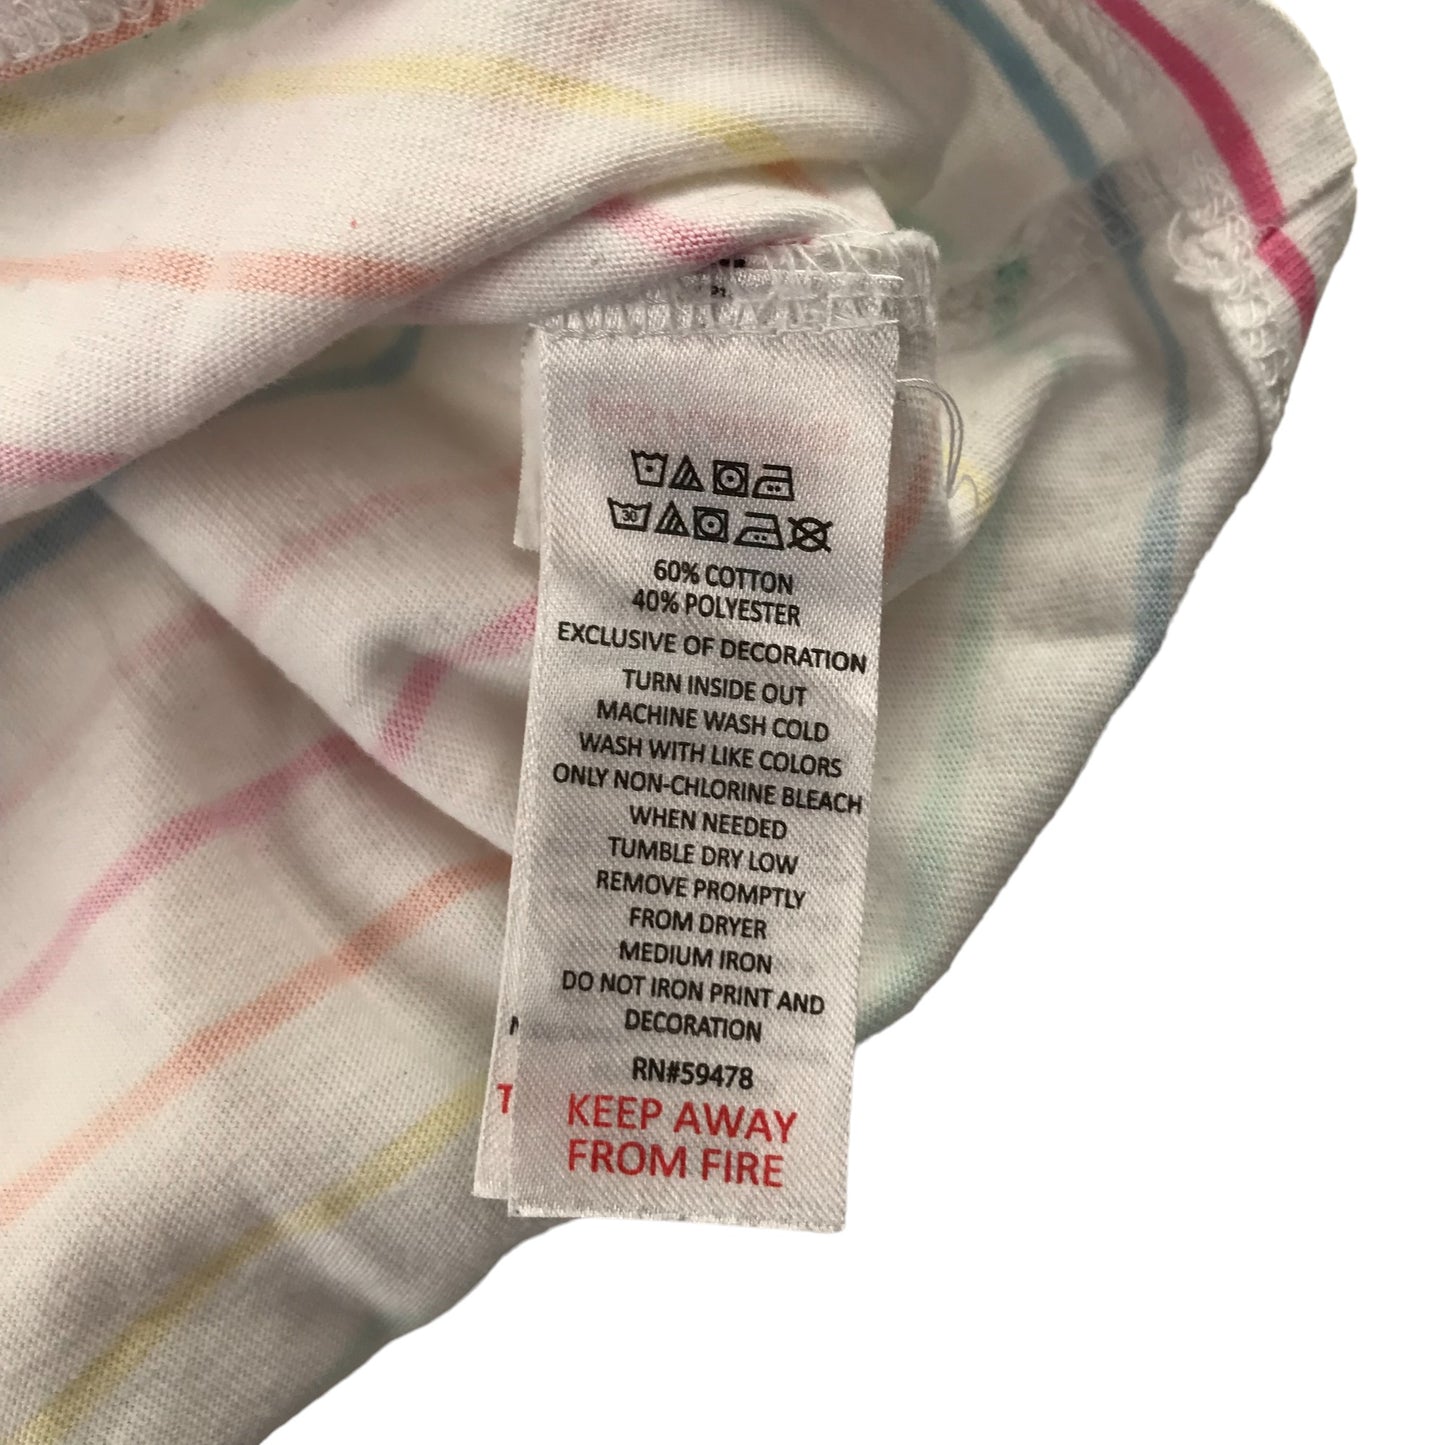 30
60% COTTON
40% POLYESTER
EXCLUSIVE OF DECORATION
TURN INSIDE OUT
MACHINE WASH COLD
WASH WITH LIKE COLORS
ONLY NON-CHLORINE BLEACH
WHEN NEEDED
TUMBLE DRY LOW
REMOVE PROMPTLY
FROM DRYER
MEDIUM IRON
DO NOT IRON PRINT AND
DECORATION
RN#59478
KEEP AWAY
FROM FIRE